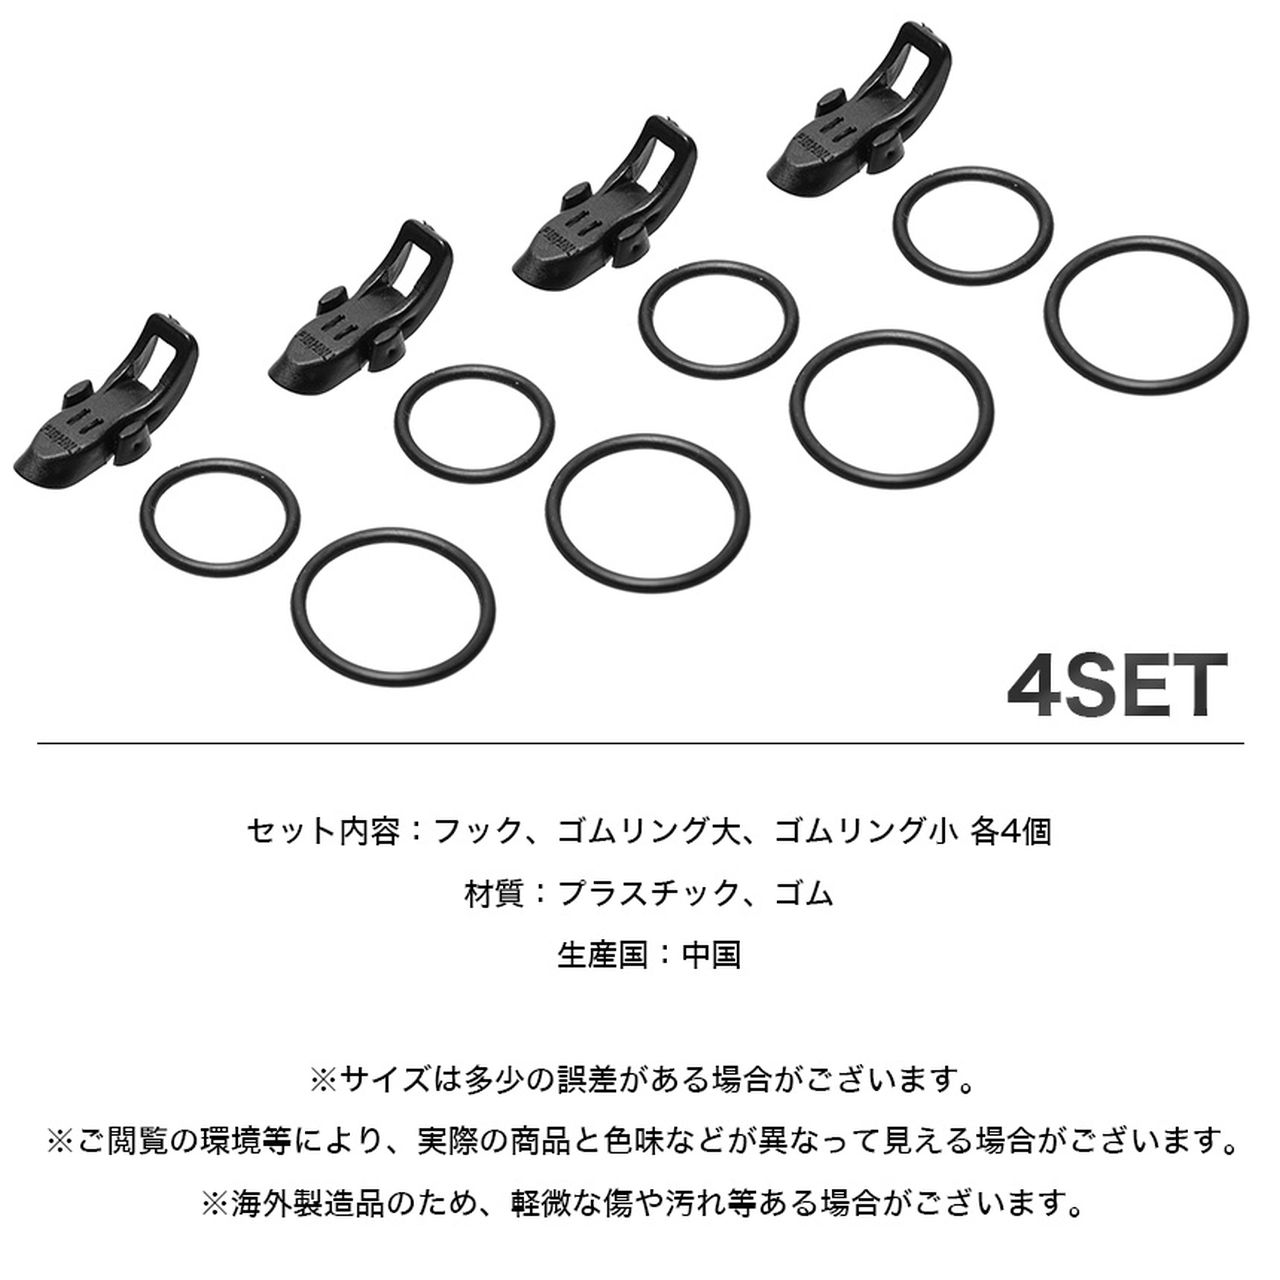 4SET
セット内容：フック、ゴムリング大、ゴムリング小 各4個
材質：プラスチック、ゴム
生産国：中国
※サイズは多少の誤差がある場合がございます。
※ご閲覧の環境等により、実際の商品と色味などが異なって見える場合がございます。
※海外製造品のため、軽微な傷や汚れ等ある場合がございます。